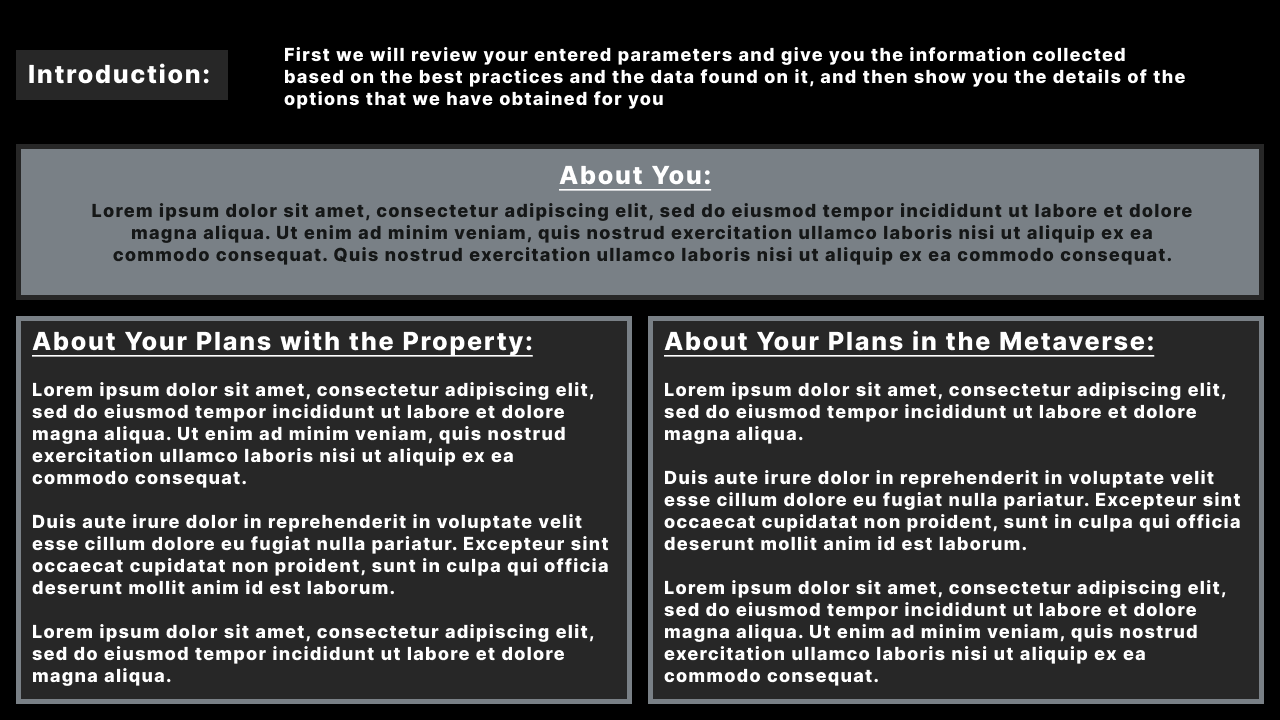 Introduction:
First we will review your entered parameters and give you the information collected
based on the best practices and the data found on it, and then show you the details of the
options that we have obtained for you
About You:
Lorem ipsum dolor sit amet, consectetur adipiscing elit, sed do eiusmod tempor incididunt ut labore et dolore
magna aliqua. Ut enim ad minim veniam, quis nostrud exercitation ullamco laboris nisi ut aliquip ex ea
commodo consequat. Quis nostrud exercitation ullamco laboris nisi ut aliquip ex ea commodo consequat.
About Your Plans with the Property:
Lorem ipsum dolor sit amet, consectetur adipiscing elit,
sed do eiusmod tempor incididunt ut labore et dolore
magna aliqua. Ut enim ad minim veniam, quis nostrud
exercitation ullamco laboris nisi ut aliquip ex ea
commodo consequat.
Duis aute irure dolor in reprehenderit in voluptate velit
esse cillum dolore eu fugiat nulla pariatur. Excepteur sint
occaecat cupidatat non proident, sunt in culpa qui officia
deserunt mollit anim id est laborum.
Lorem ipsum dolor sit amet, consectetur adipiscing elit,
sed do eiusmod tempor incididunt ut labore et dolore
magna aliqua.
About Your Plans in the Metaverse:
Lorem ipsum dolor sit amet, consectetur adipiscing elit,
sed do eiusmod tempor incididunt ut labore et dolore
magna aliqua.
Duis aute irure dolor in reprehenderit in voluptate velit
esse cillum dolore eu fugiat nulla pariatur. Excepteur sint
occaecat cupidatat non proident, sunt in culpa qui officia
deserunt mollit anim id est laborum.
Lorem ipsum dolor sit amet, consectetur adipiscing elit,
sed do eiusmod tempor incididunt ut labore et dolore
magna aliqua. Ut enim ad minim veniam, quis nostrud
exercitation ullamco laboris nisi ut aliquip ex ea
commodo consequat.